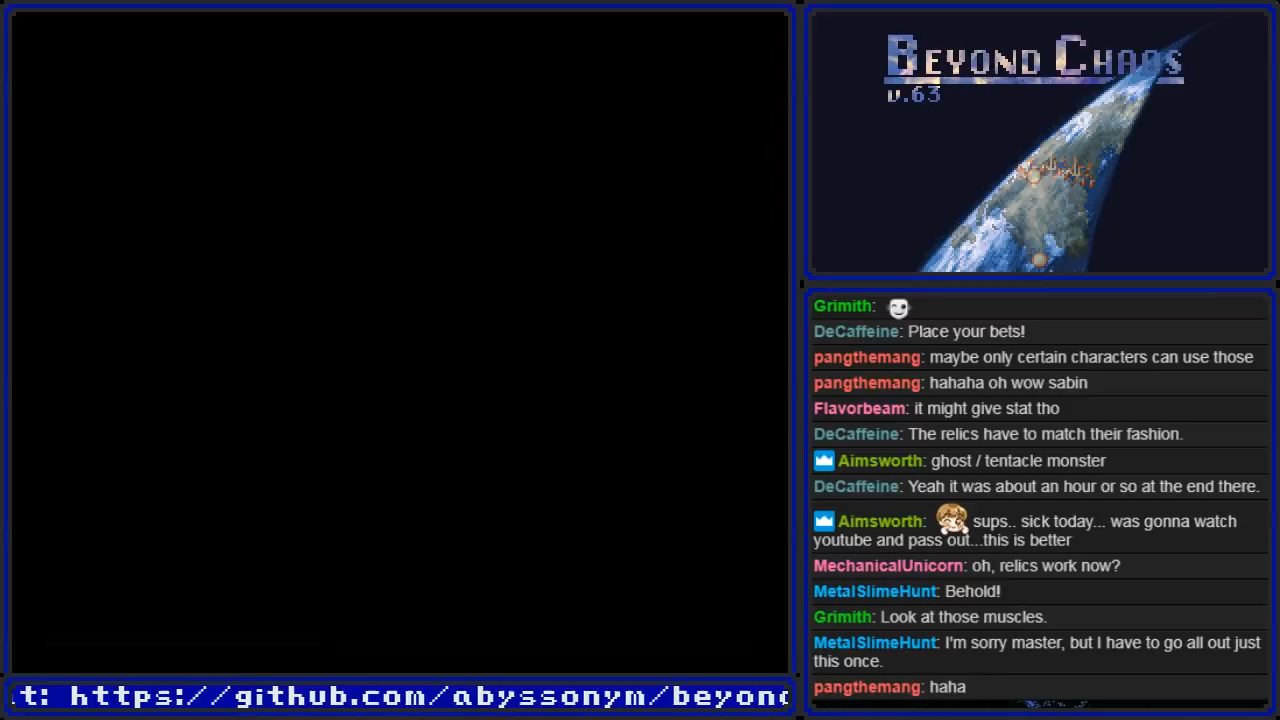 BEYOND CHAOS
v.63
Grimith:
DeCaffeine: Place your bets!
pangthemang: maybe only certain characters can use those
pangthemang: hahaha oh wow sabin
Flavorbeam: it might give stat tho
DeCaffeine: The relics have to match their fashion.
Aimsworth: ghost / tentacle monster
DeCaffeine: Yeah it was about an hour or so at the end there.
Aimsworth: sups.. sick today... was gonna watch
youtube and pass out...this is better
MechanicalUnicorn: oh, relics work now?
MetalSlimeHunt: Behold!
Grimith: Look at those muscles.
MetalSlimeHunt: I'm sorry master, but I have to go all out just
this once.
pangthemang: haha
t: https://github.com/abyssonym/beyond